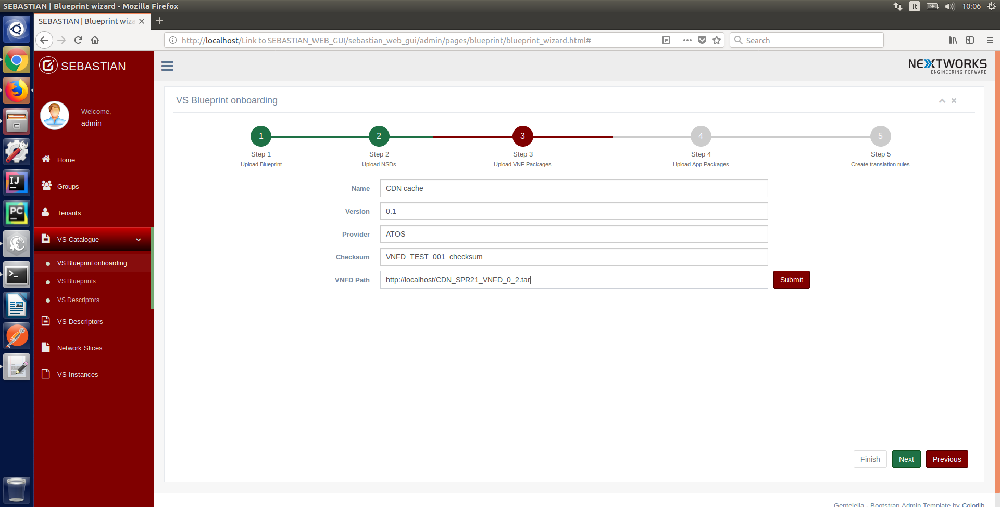 SEBASTIAN | Blueprint wizard - Mozilla Firefox
It
10:06
SEBASTIAN | Blueprint wiza
http://localhost/Link to SEBASTIAN_WEB_GUI/sebastian_web_gui/admin/pages/blueprint/blueprint_wizard.html#
Search
SEBASTIAN
NEXTWORKS
ENGINEERING FORWARD
Welcome,
admin
Home
Groups
Tenants
VS Catalogue
VS Blueprint onboarding
VS Blueprints
VS Descriptors
VS Descriptors
Network Slices
VS Instances
IJ
PC
>_
VS Blueprint onboarding
1
2
3
4
5
Step 1
Step 2
Step 3
Step 4
Step 5
Upload Blueprint
Upload NSDs
Upload VNF Packages
Upload App Packages
Create translation rules
Name
CDN cache
Version
0.1
Provider
ATOS
Checksum
VNFD_TEST_001_checksum
VNFD Path
http://localhost/CDN_SPR21_VNFD_0_2.tar
Submit
Finish
Next
Previous
Gentelella - Bootstrap Admin Template by Colorlib